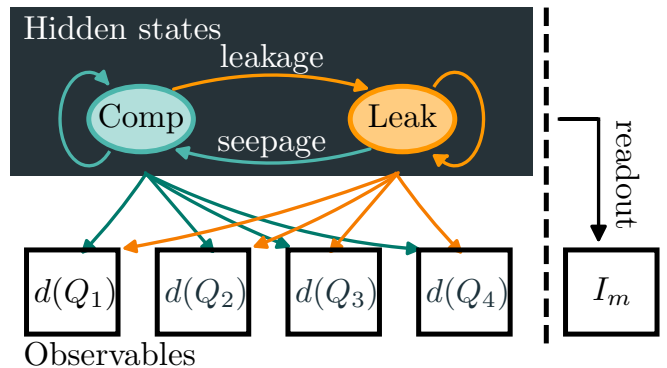 Hidden states
leakage
Comp
Leak
seepage
readout
d(Q₁)
d(Q₂)
d(Q₃)
d(Q₄)
Iₘ
Observables